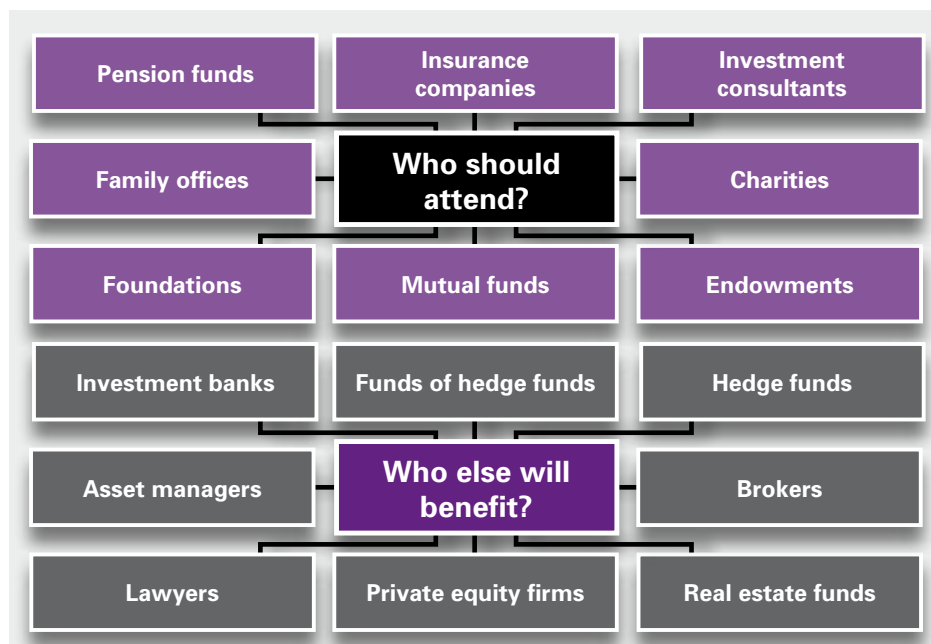 Pension funds
Insurance
companies
Investment
consultants
Family offices
Who should
attend?
Charities
Foundations
Mutual funds
Endowments
Investment banks
Funds of hedge funds
Hedge funds
Asset managers
Who else will
benefit?
Brokers
Lawyers
Private equity firms
Real estate funds